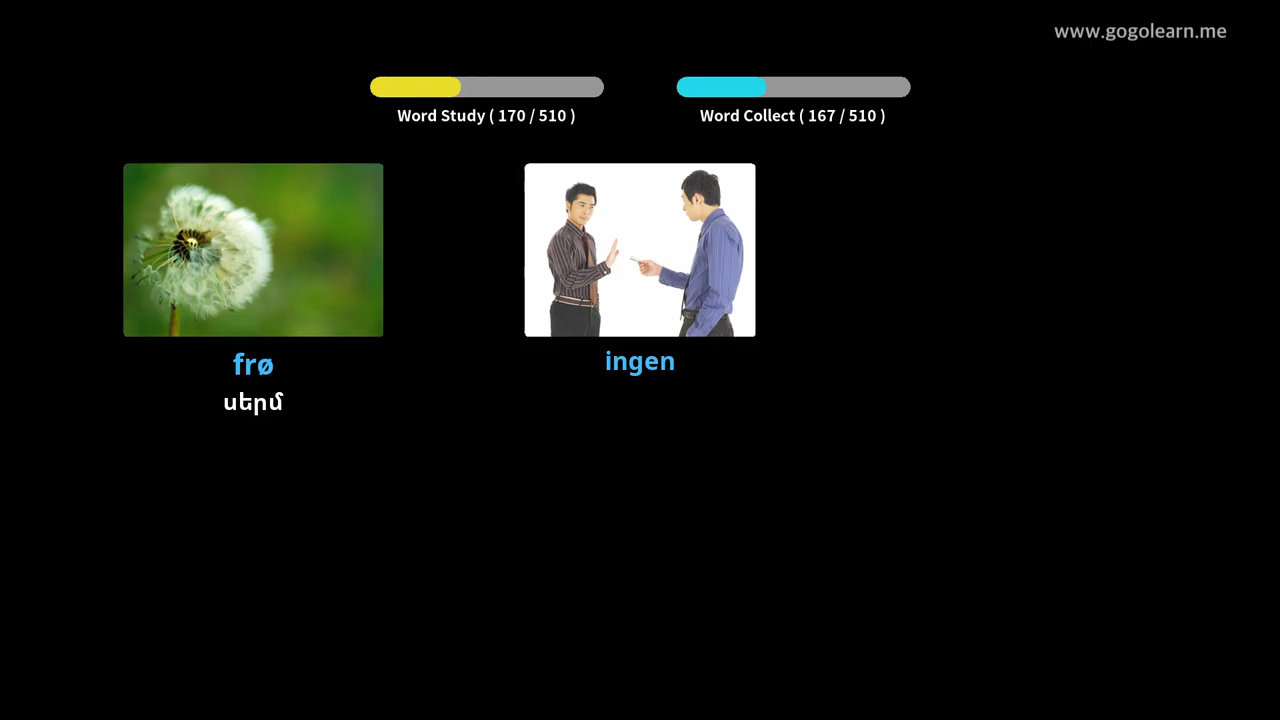 www.gogolearn.me
Word Study ( 170 / 510 )
Word Collect ( 167 / 510 )
frø
սերմ
ingen